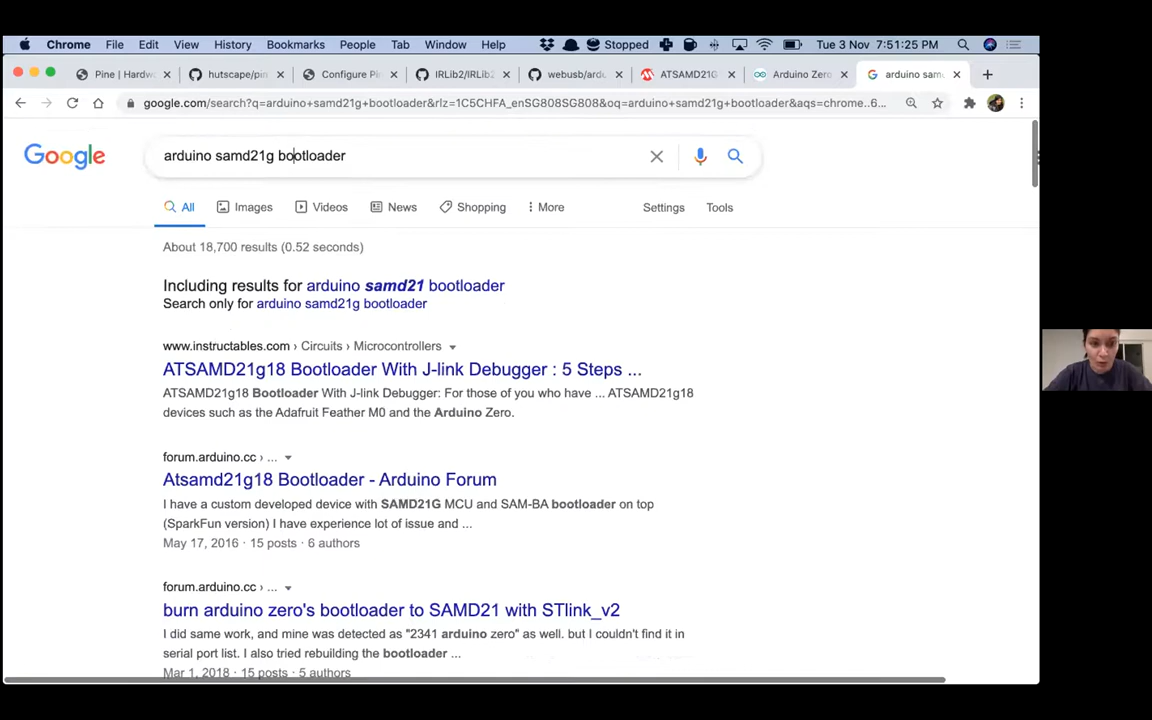 Chrome File Edit View History Bookmarks People Tab Window Help Stopped Tue 3 Nov 7:51:25 PM
Pine | Hardw hutscape/pin Configure Pi IRLib2/IRLib2 webusb/ardu ATSAMD21G Arduino Zero arduino samd
google.com/search?q=arduino+samd21g+bootloader&rlz=1C5CHFA_enSG808SG808&oq=arduino+samd21g+bootloader&aqs=chrome..6...
Google
arduino samd21g bootloader
All Images Videos News Shopping More Settings Tools
About 18,700 results (0.52 seconds)
Including results for arduino samd21 bootloader
Search only for arduino samd21g bootloader
www.instructables.com › Circuits › Microcontrollers
ATSAMD21g18 Bootloader With J-link Debugger : 5 Steps ...
ATSAMD21g18 Bootloader With J-link Debugger: For those of you who have ... ATSAMD21g18
devices such as the Adafruit Feather M0 and the Arduino Zero.
forum.arduino.cc › ...
Atsamd21g18 Bootloader - Arduino Forum
I have a custom developed device with SAMD21G MCU and SAM-BA bootloader on top
(SparkFun version) I have experience lot of issue and ...
May 17, 2016 · 15 posts · 6 authors
forum.arduino.cc › ...
burn arduino zero's bootloader to SAMD21 with STlink_v2
I did same work, and mine was detected as "2341 arduino zero" as well. but I couldn't find it in
serial port list. I also tried rebuilding the bootloader ...
Mar 1, 2018 · 15 posts · 5 authors